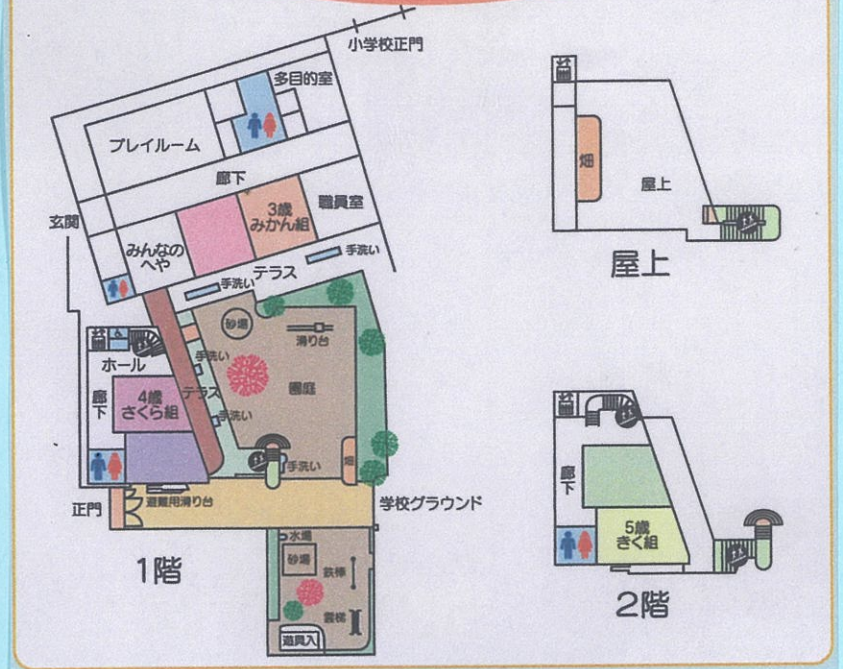 小学校正門
多目的室
プレイルーム
廊下
玄関
3歳
みかん組
職員室
みんなの
へや
手洗い
テラス
手洗い
砂場
滑り台
手洗い
ホール
テラス
園庭
廊下
4歳
さくら組
手洗い
手洗い
畑
正門
避難用滑り台
学校グラウンド
水場
砂場
鉄棒
雲梯
遊具入
1階
畑
屋上
屋上
廊下
5歳
きく組
2階